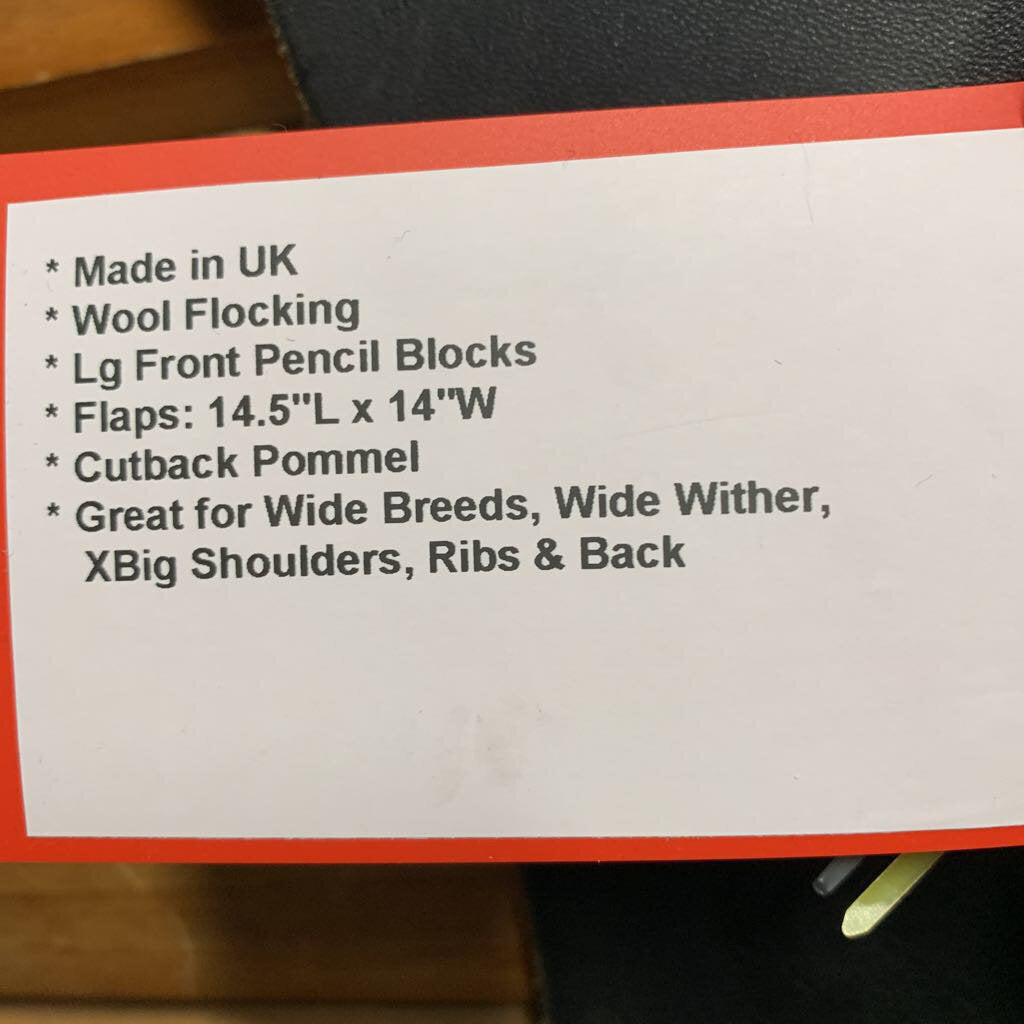 * Made in UK
* Wool Flocking
* Lg Front Pencil Blocks
* Flaps: 14.5"L x 14"W
* Cutback Pommel
* Great for Wide Breeds, Wide Wither,
XBig Shoulders, Ribs & Back